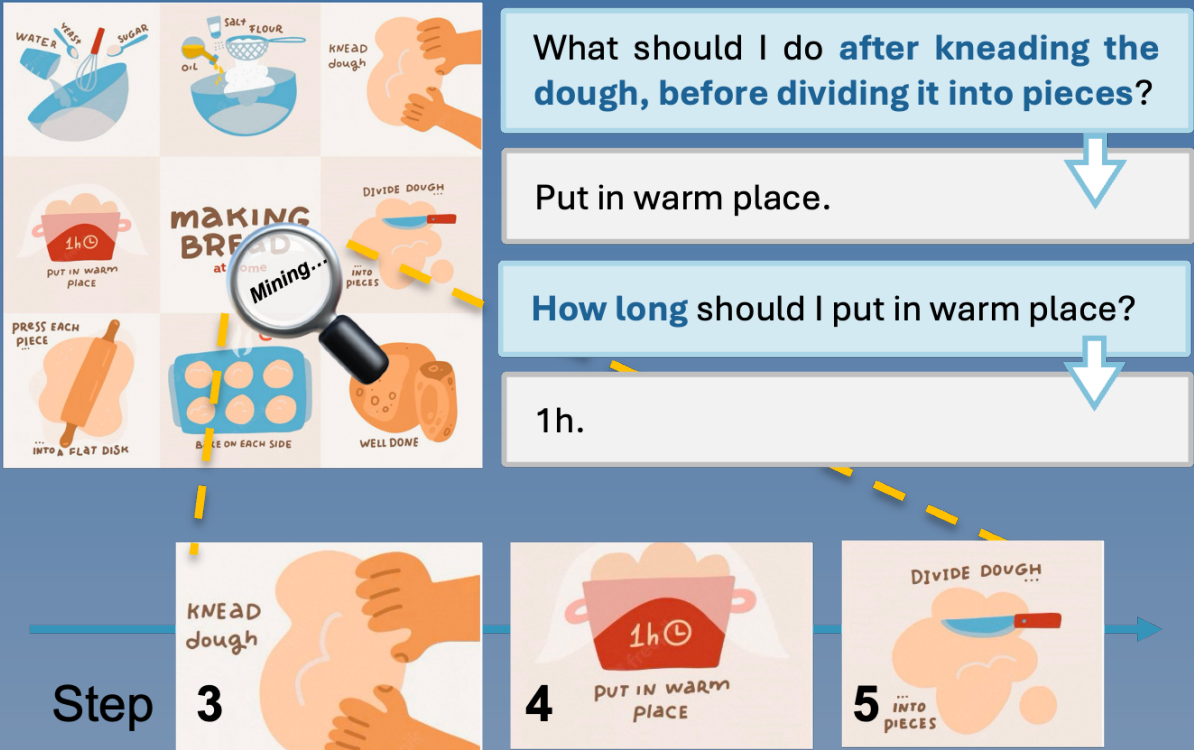 WATER
YEAST
SUGAR
OIL
SALT
FLOUR
KNEAD
dough
1h
PUT IN WARM
PLACE
making
BREAD
at home
Mining...
DIVIDE DOUGH
...
...
INTO
PIECES
PRESS EACH
PIECE
...
...
INTO A FLAT DISK
BAKE ON EACH SIDE
WELL DONE
What should I do after kneading the
dough, before dividing it into pieces?
Put in warm place.
How long should I put in warm place?
1h.
Step
KNEAD
dough
3
1h
PUT IN WARM
PLACE
4
DIVIDE DOUGH
...
...
INTO
PIECES
5